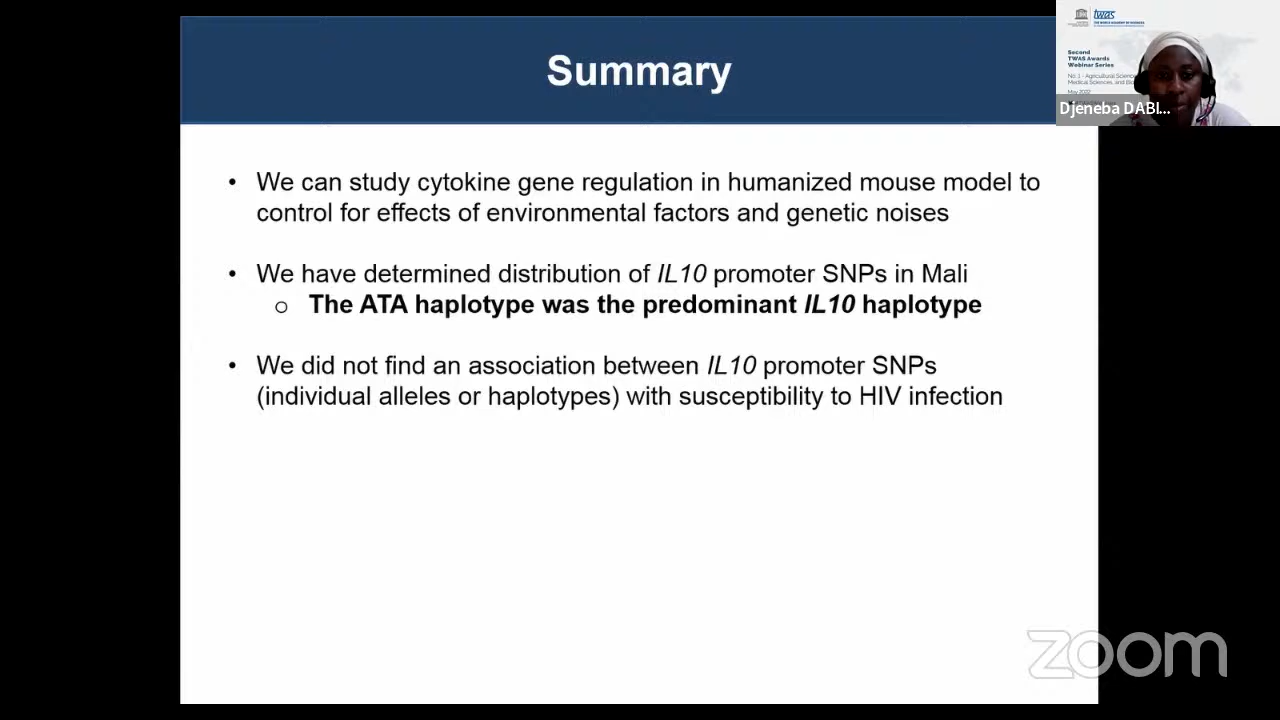 Summary
• We can study cytokine gene regulation in humanized mouse model to
control for effects of environmental factors and genetic noises
• We have determined distribution of IL10 promoter SNPs in Mali
o The ATA haplotype was the predominant IL10 haplotype
• We did not find an association between IL10 promoter SNPs
(individual alleles or haplotypes) with susceptibility to HIV infection
twas
Second
TWAS Awards
Webinar Series
May 2022
Djeneba DABI...
zoom